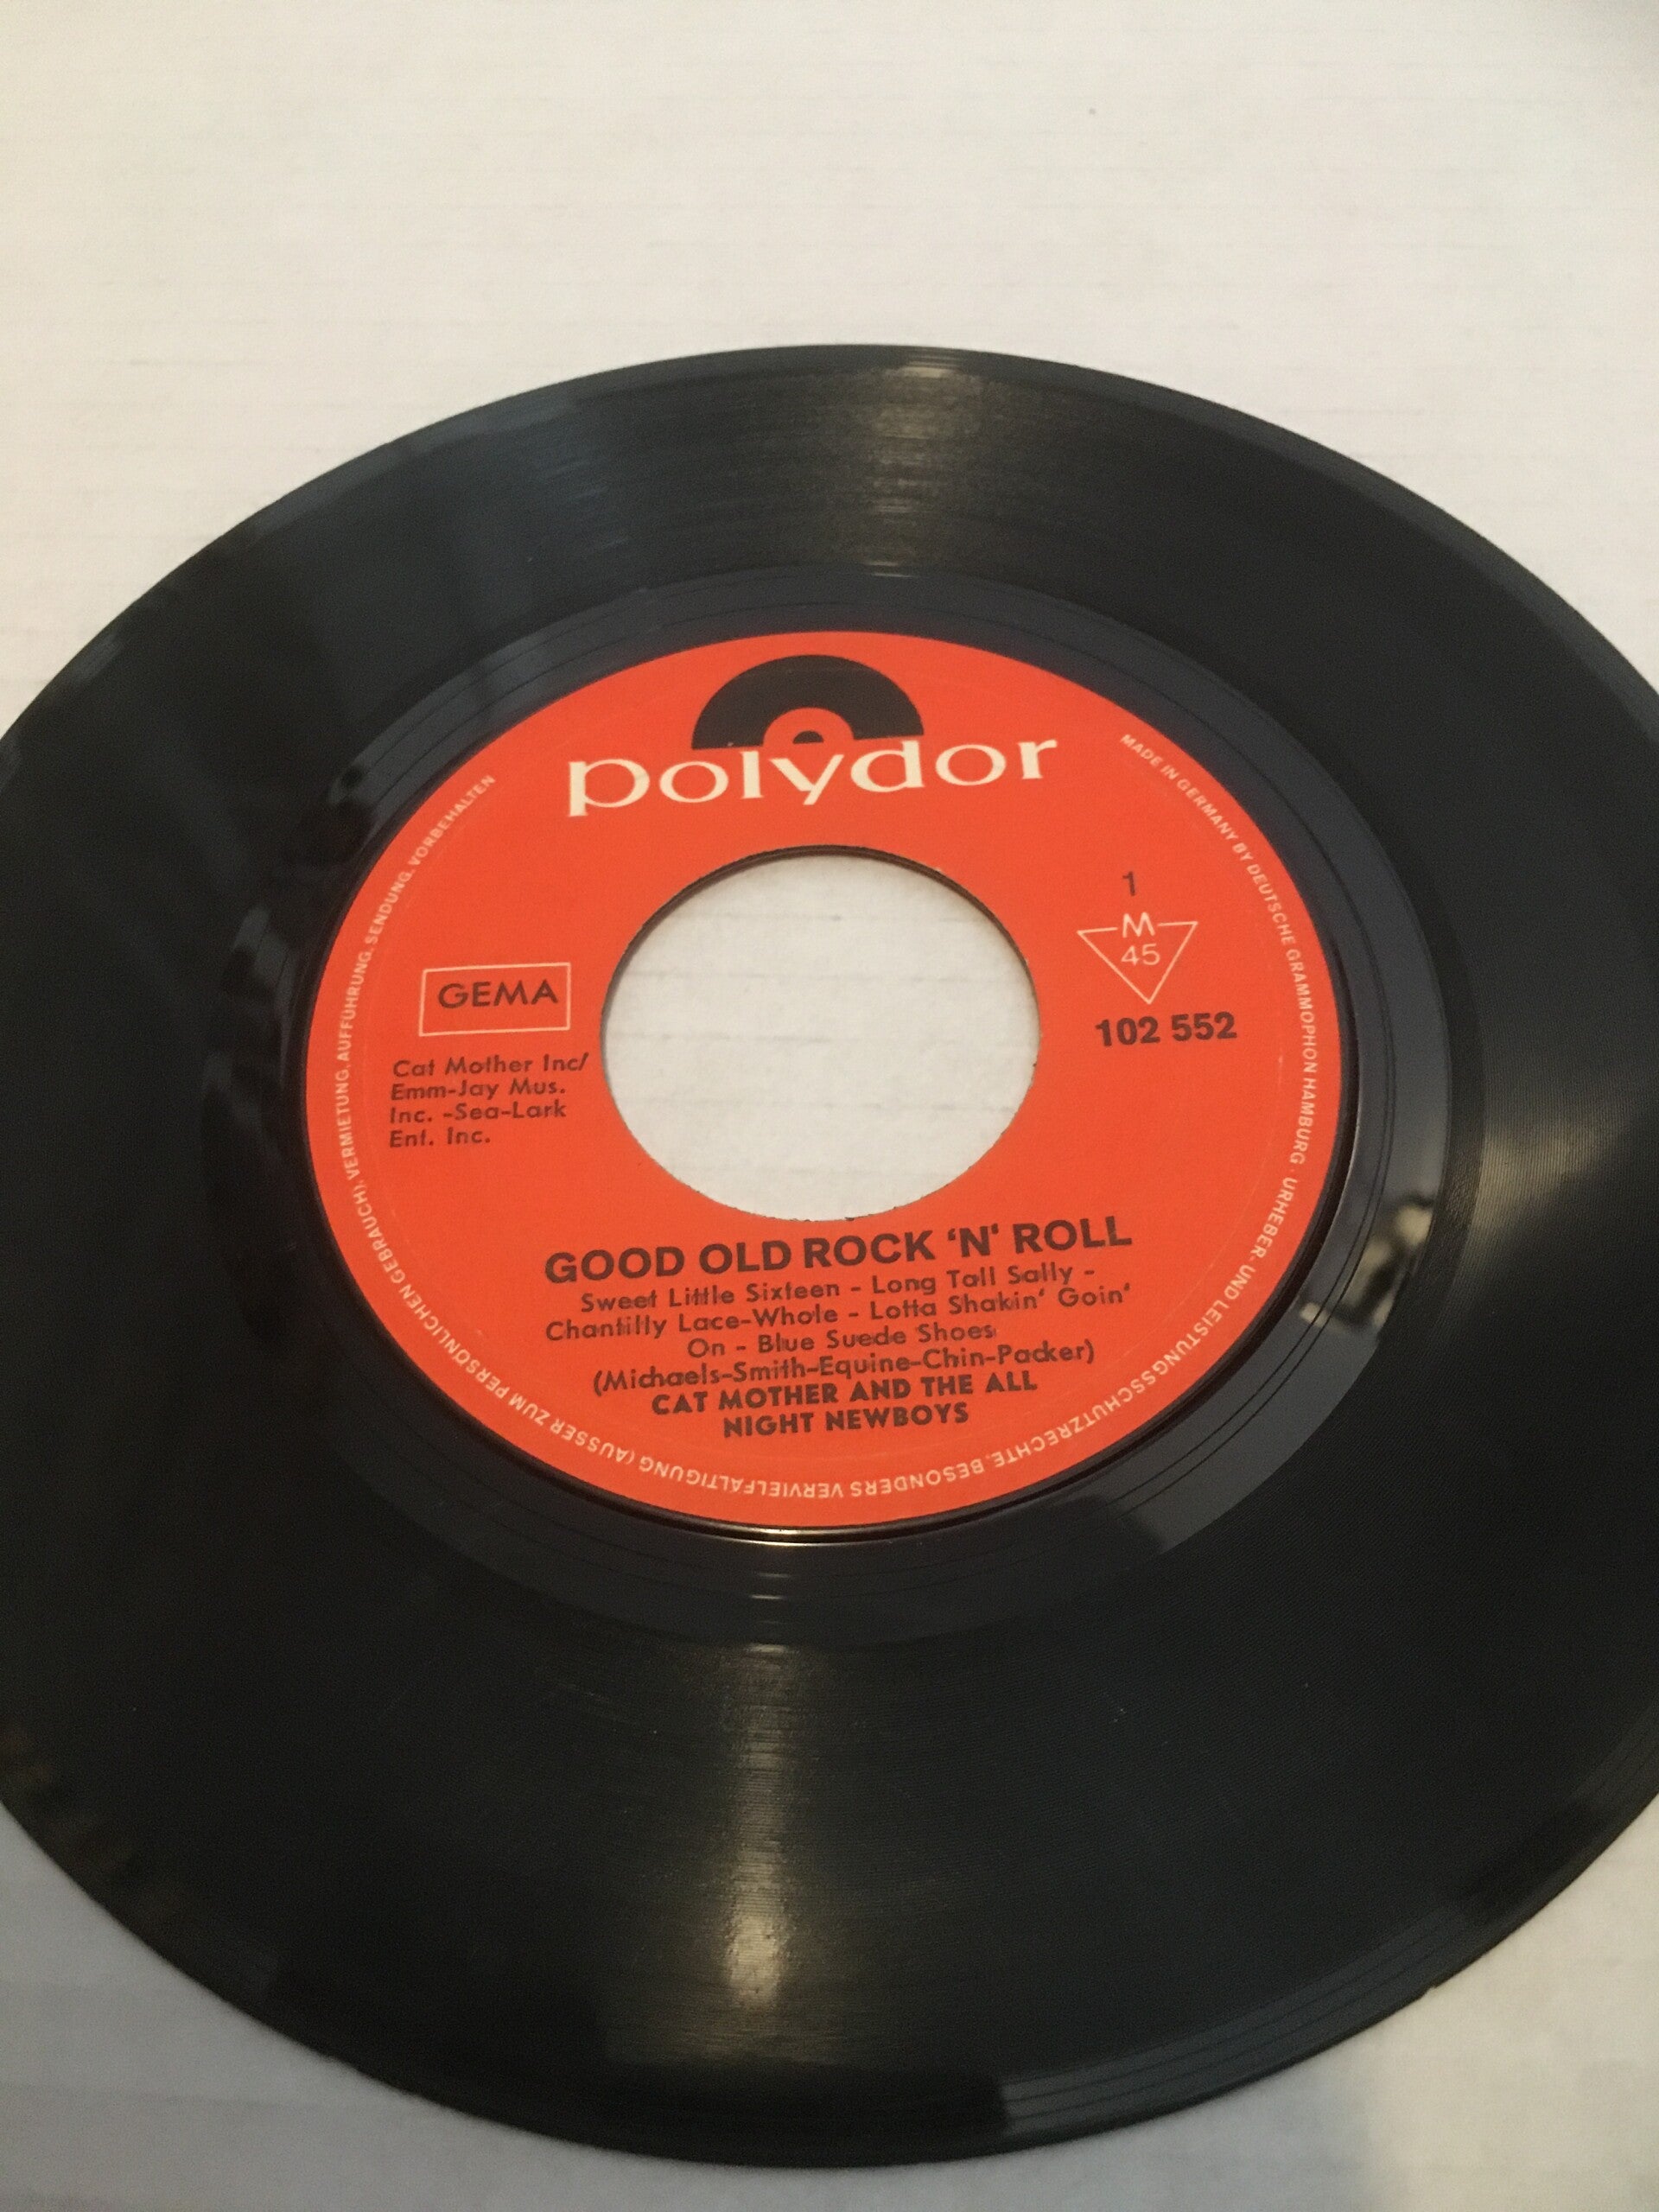 polydor
1
M
45
102 552
GEMA
Cat Mother Inc/
Emm-Jay Mus.
Inc. -Sea-Lark
Ent. Inc.
GOOD OLD ROCK 'N' ROLL
Sweet Little Sixteen - Long Tall Sally -
Chantilly Lace-Whole - Lotta Shakin' Goin'
On - Blue Suede Shoes
(Michaels-Smith-Equine-Chin-Packer)
CAT MOTHER AND THE ALL
NIGHT NEWBOYS
MADE IN GERMANY BY DEUTSCHE GRAMMOPHON HAMBURG · URHEBER- UND LEISTUNGSSCHUTZRECHTE, BESONDERS VERVIELFÄLTIGUNG (AUSSER ZUM PERSÖNLICHEN GEBRAUCH), VERMIETUNG, AUFFÜHRUNG, SENDUNG, VORBEHALTEN